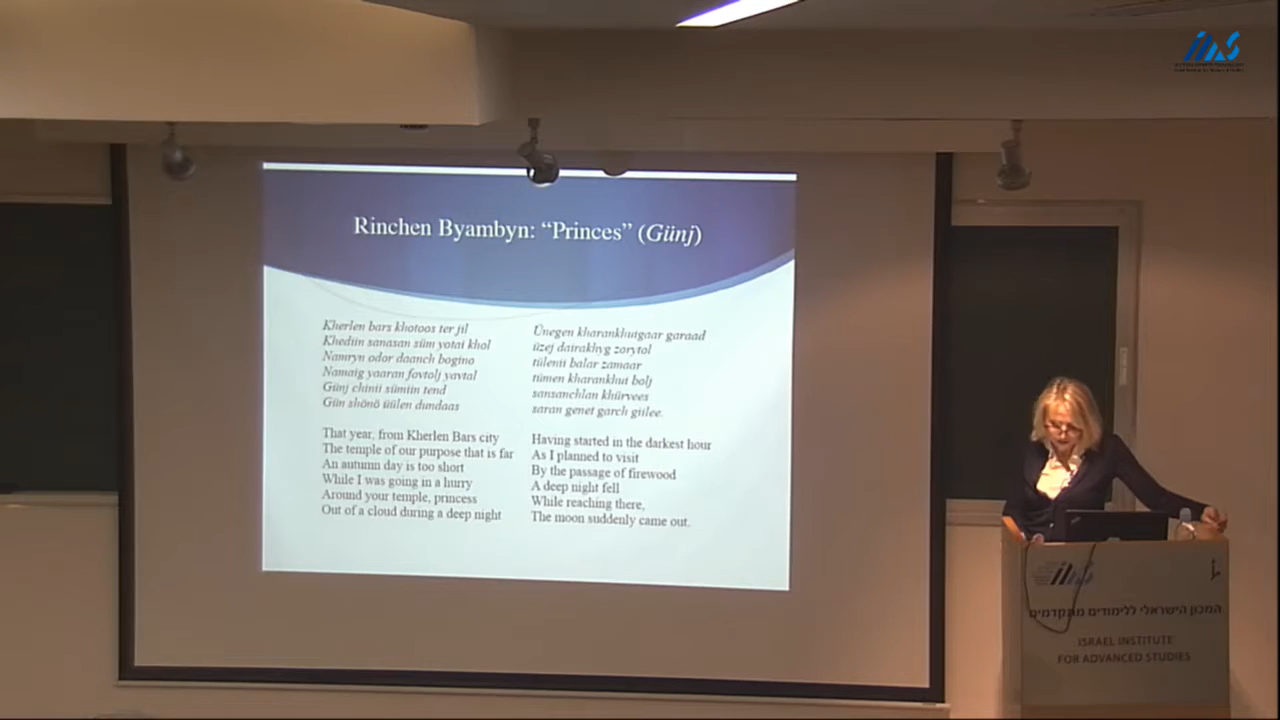 Rinchen Byambyn: “Princes” (Günj)
Kherlen bars khotoos ter jil
Khediin sanasan süm yotai khol
Namryn odor daanch bogino
Namaig yaaran fovtolj yavtal
Günj chinii sümiin tend
Gün shönö üülen dundaas
Ünegen kharankhuigaar garaad
üzej dairakhyg zorytol
tülenii balar zamaar
tümen kharankhui bolj
sansanchlan khürvees
saran genet garch gillee.
That year, from Kherlen Bars city
The temple of our purpose that is far
An autumn day is too short
While I was going in a hurry
Around your temple, princess
Out of a cloud during a deep night
Having started in the darkest hour
As I planned to visit
By the passage of firewood
A deep night fell
While reaching there,
The moon suddenly came out.
המכון הישראלי ללימודים מתקדמים
ISRAEL INSTITUTE
FOR ADVANCED STUDIES